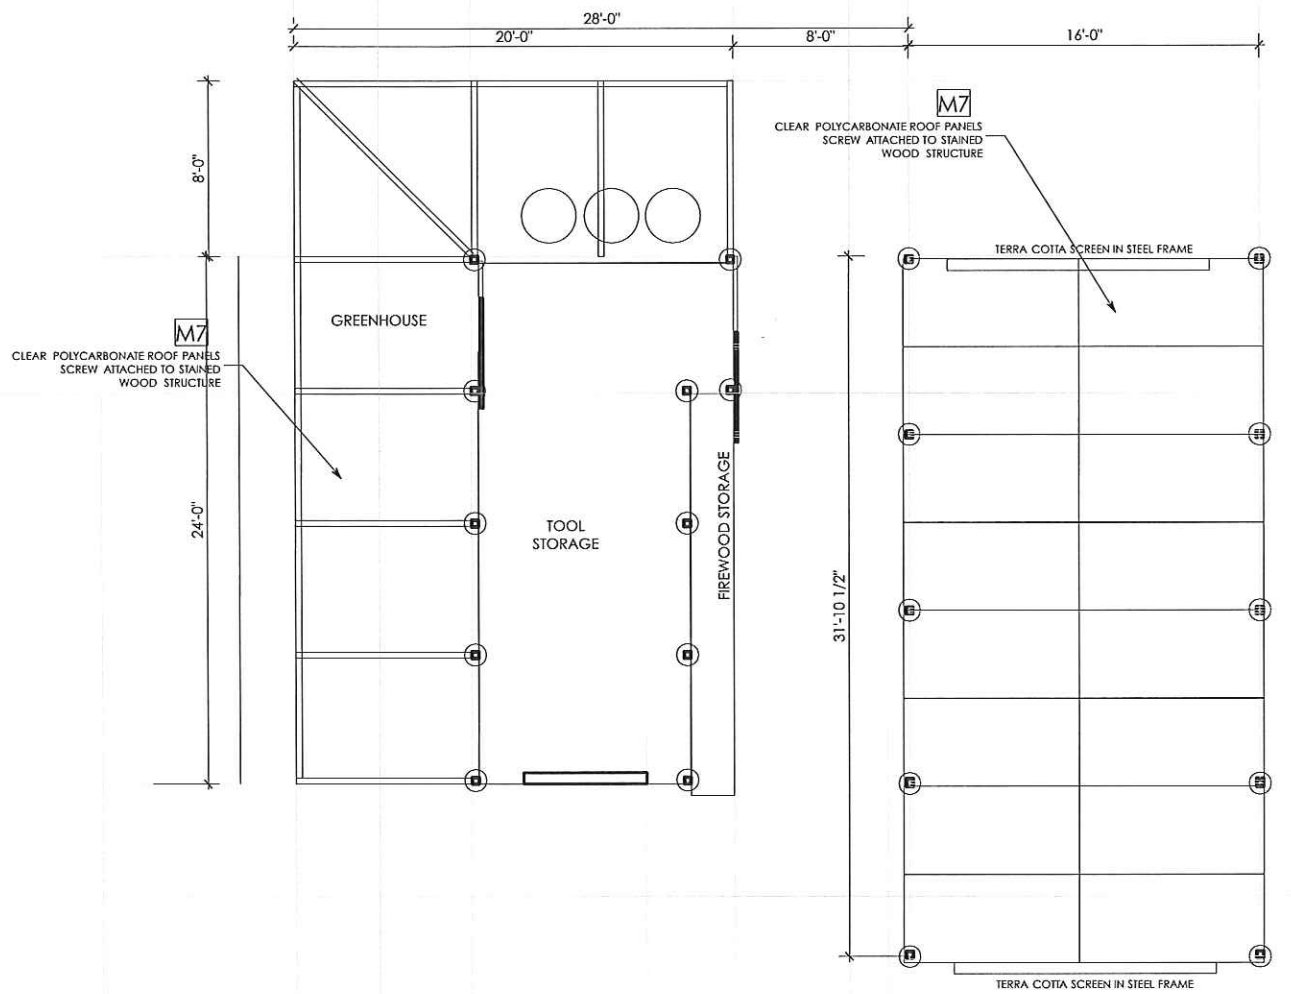 28'-0"
20'-0"
8'-0"
16'-0"
M7
CLEAR POLYCARBONATE ROOF PANELS
SCREW ATTACHED TO STAINED
WOOD STRUCTURE
8'-0"
TERRA COTTA SCREEN IN STEEL FRAME
GREENHOUSE
M7
CLEAR POLYCARBONATE ROOF PANELS
SCREW ATTACHED TO STAINED
WOOD STRUCTURE
24'-0"
TOOL
STORAGE
FIREWOOD STORAGE
31'-10 1/2"
TERRA COTTA SCREEN IN STEEL FRAME